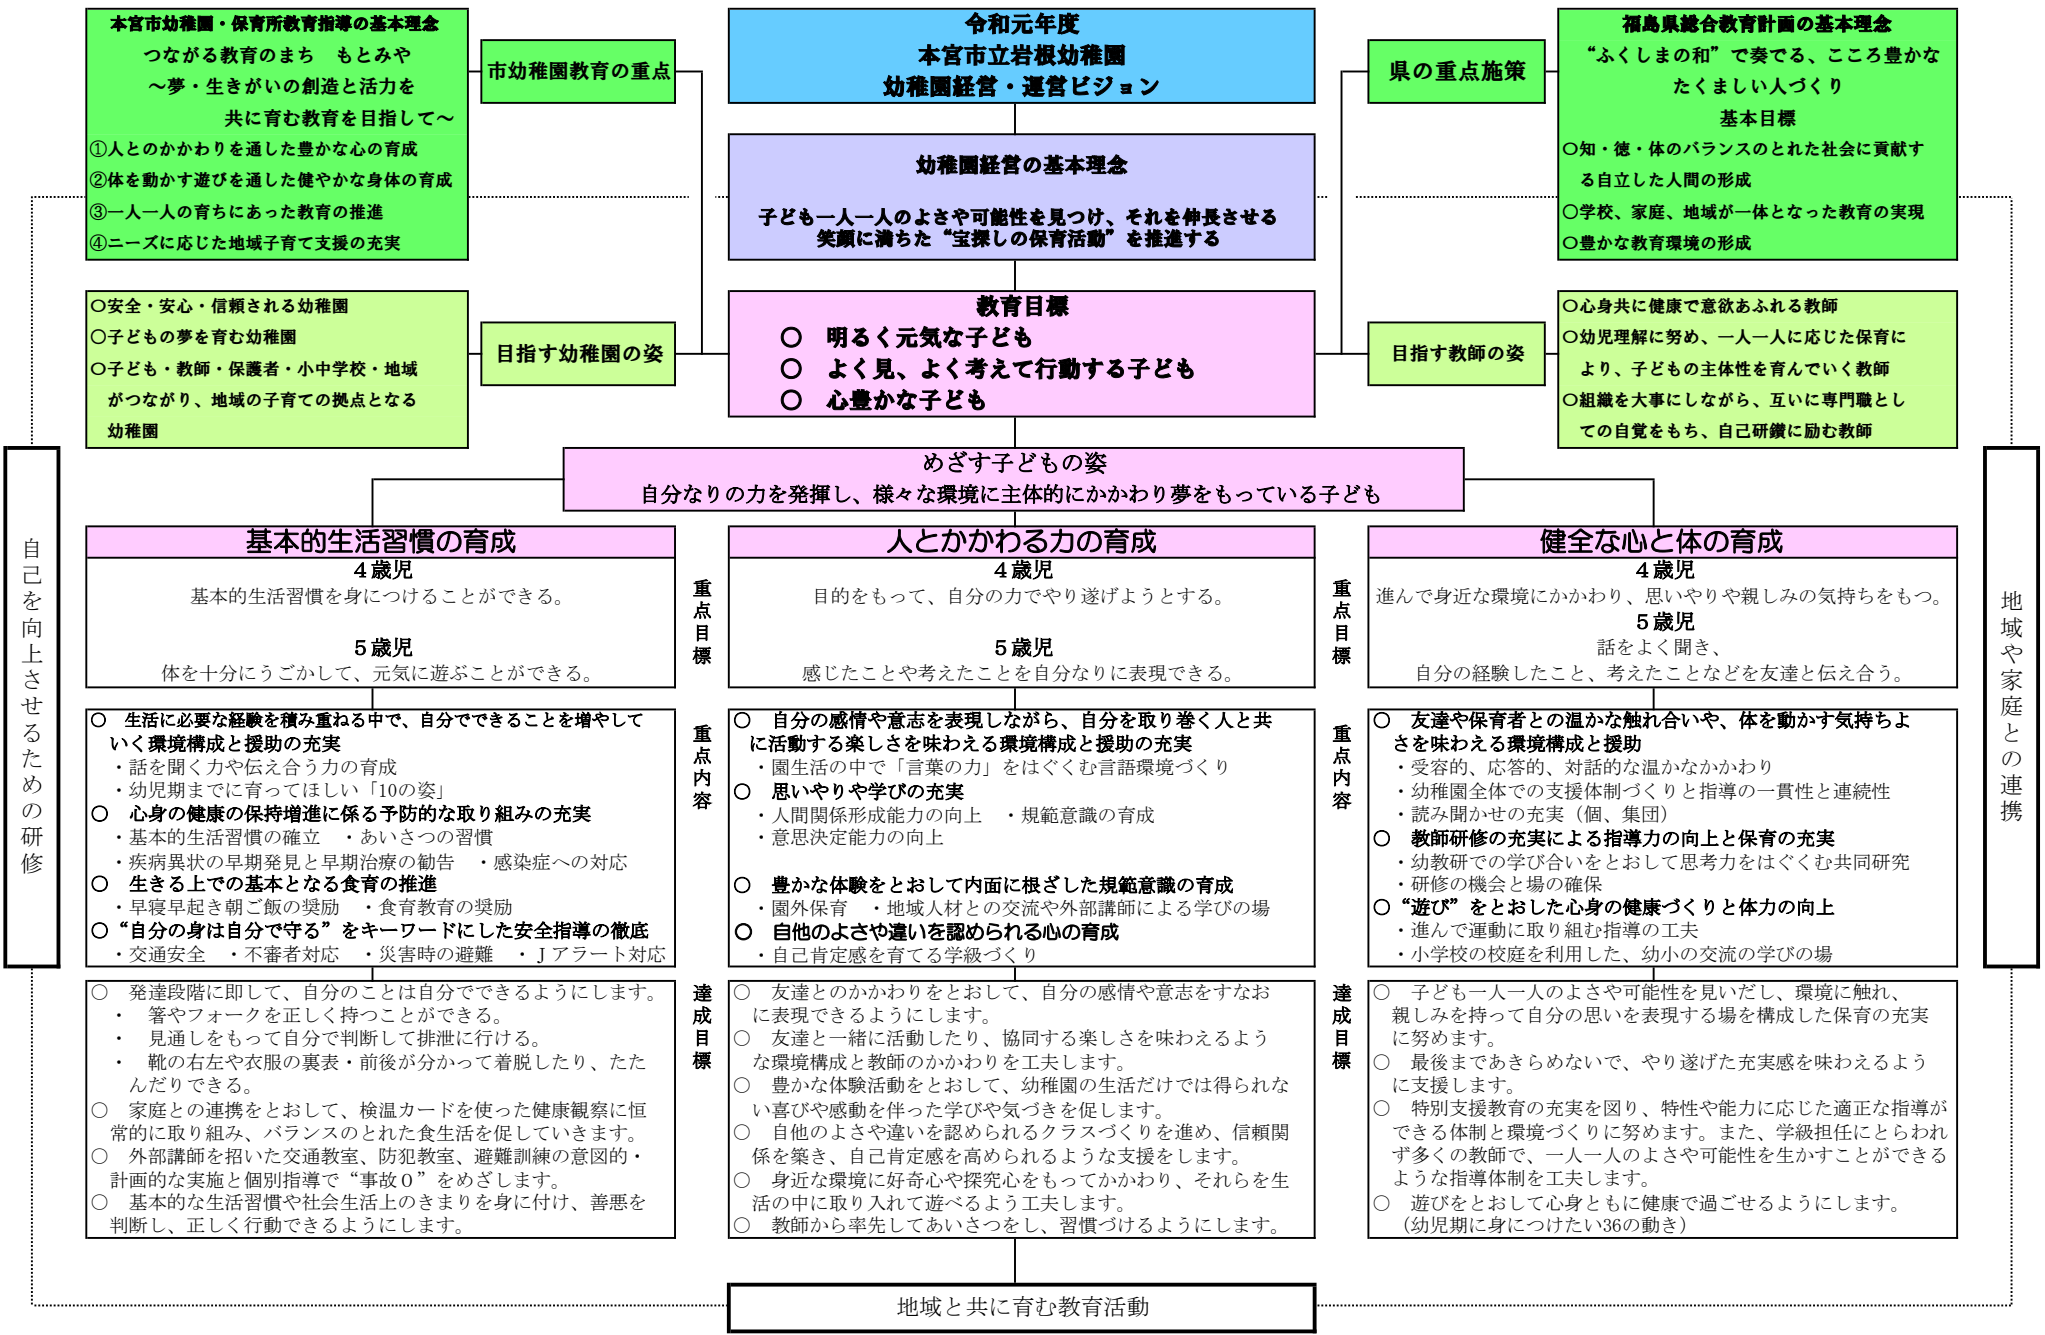 本宮市幼稚園・保育所教育指導の基本理念
つながる教育のまち　もとみや
～夢・生きがいの創造と活力を
共に育む教育を目指して～
①人とのかかわりを通した豊かな心の育成
②体を動かす遊びを通した健やかな身体の育成
③一人一人の育ちにあった教育の推進
④ニーズに応じた地域子育て支援の充実
市幼稚園教育の重点
令和元年度
本宮市立岩根幼稚園
幼稚園経営・運営ビジョン
県の重点施策
福島県総合教育計画の基本理念
“ふくしまの和”で奏でる、こころ豊かな
たくましい人づくり
基本目標
○知・徳・体のバランスのとれた社会に貢献す
る自立した人間の形成
○学校、家庭、地域が一体となった教育の実現
○豊かな教育環境の形成
幼稚園経営の基本理念
子ども一人一人のよさや可能性を見つけ、それを伸長させる
笑顔に満ちた“宝探しの保育活動”を推進する
○安全・安心・信頼される幼稚園
○子どもの夢を育む幼稚園
○子ども・教師・保護者・小中学校・地域
がつながり、地域の子育ての拠点となる
幼稚園
目指す幼稚園の姿
教育目標
○　明るく元気な子ども
○　よく見、よく考えて行動する子ども
○　心豊かな子ども
目指す教師の姿
○心身共に健康で意欲あふれる教師
○幼児理解に努め、一人一人に応じた保育に
より、子どもの主体性を育んでいく教師
○組織を大事にしながら、互いに専門職とし
ての自覚をもち、自己研鑽に励む教師
めざす子どもの姿
自分なりの力を発揮し、様々な環境に主体的にかかわり夢をもっている子ども
自己を向上させるための研修
基本的生活習慣の育成
４歳児
基本的生活習慣を身につけることができる。
５歳児
体を十分にうごかして、元気に遊ぶことができる。
重点目標
人とかかわる力の育成
４歳児
目的をもって、自分の力でやり遂げようとする。
５歳児
感じたことや考えたことを自分なりに表現できる。
重点目標
健全な心と体の育成
４歳児
進んで身近な環境にかかわり、思いやりや親しみの気持ちをもつ。
５歳児
話をよく聞き、
自分の経験したこと、考えたことなどを友達と伝え合う。
地域や家庭との連携
○　生活に必要な経験を積み重ねる中で、自分でできることを増やして
いく環境構成と援助の充実
・話を聞く力や伝え合う力の育成
・幼児期までに育ってほしい「10の姿」
○　心身の健康の保持増進に係る予防的な取り組みの充実
・基本的生活習慣の確立　・あいさつの習慣
・疾病異状の早期発見と早期治療の勧告　・感染症への対応
○　生きる上での基本となる食育の推進
・早寝早起き朝ご飯の奨励　・食育教育の奨励
○“自分の身は自分で守る”をキーワードにした安全指導の徹底
・交通安全　・不審者対応　・災害時の避難　・Ｊアラート対応
重点内容
○　自分の感情や意志を表現しながら、自分を取り巻く人と共
に活動する楽しさを味わえる環境構成と援助の充実
・園生活の中で「言葉の力」をはぐくむ言語環境づくり
○　思いやりや学びの充実
・人間関係形成能力の向上　・規範意識の育成
・意思決定能力の向上
○　豊かな体験をとおして内面に根ざした規範意識の育成
・園外保育　・地域人材との交流や外部講師による学びの場
○　自他のよさや違いを認められる心の育成
・自己肯定感を育てる学級づくり
重点内容
○　友達や保育者との温かな触れ合いや、体を動かす気持ちよ
さを味わえる環境構成と援助
・受容的、応答的、対話的な温かなかかわり
・幼稚園全体での支援体制づくりと指導の一貫性と連続性
・読み聞かせの充実（個、集団）
○　教師研修の充実による指導力の向上と保育の充実
・幼教研での学び合いをとおして思考力をはぐくむ共同研究
・研修の機会と場の確保
○“遊び”をとおした心身の健康づくりと体力の向上
・進んで運動に取り組む指導の工夫
・小学校の校庭を利用した、幼小の交流の学びの場
○　発達段階に即して、自分のことは自分でできるようにします。
・　箸やフォークを正しく持つことができる。
・　見通しをもって自分で判断して排泄に行ける。
・　靴の右左や衣服の裏表・前後が分かって着脱したり、たた
んだりできる。
○　家庭との連携をとおして、検温カードを使った健康観察に恒
常的に取り組み、バランスのとれた食生活を促していきます。
○　外部講師を招いた交通教室、防犯教室、避難訓練の意図的・
計画的な実施と個別指導で“事故０”をめざします。
○　基本的な生活習慣や社会生活上のきまりを身に付け、善悪を
判断し、正しく行動できるようにします。
達成目標
○　友達とのかかわりをとおして、自分の感情や意志をすなお
に表現できるようにします。
○　友達と一緒に活動したり、協同する楽しさを味わえるよう
な環境構成と教師のかかわりを工夫します。
○　豊かな体験活動をとおして、幼稚園の生活だけでは得られな
い喜びや感動を伴った学びや気づきを促します。
○　自他のよさや違いを認められるクラスづくりを進め、信頼関
係を築き、自己肯定感を高められるような支援をします。
○　身近な環境に好奇心や探究心をもってかかわり、それらを生
活の中に取り入れて遊べるよう工夫します。
○　教師から率先してあいさつをし、習慣づけるようにします。
達成目標
○　子ども一人一人のよさや可能性を見いだし、環境に触れ、
親しみを持って自分の思いを表現する場を構成した保育の充実
に努めます。
○　最後まであきらめないで、やり遂げた充実感を味わえるよう
に支援します。
○　特別支援教育の充実を図り、特性や能力に応じた適正な指導が
できる体制と環境づくりに努めます。また、学級担任にとらわれ
ず多くの教師で、一人一人のよさや可能性を生かすことができる
ような指導体制を工夫します。
○　遊びをとおして心身ともに健康で過ごせるようにします。
（幼児期に身につけたい36の動き）
地域と共に育む教育活動